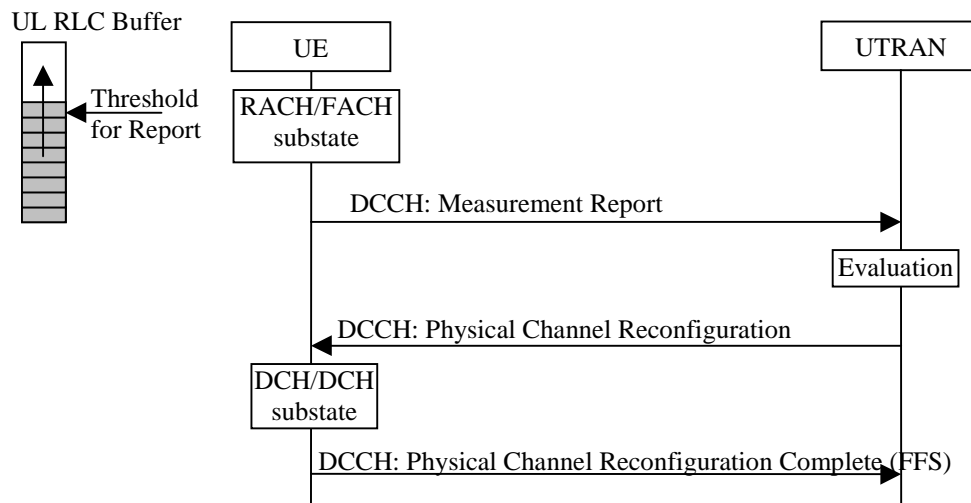 UL RLC Buffer
UE
UTRAN
Threshold
for Report
RACH/FACH
substate
DCCH: Measurement Report
Evaluation
DCCH: Physical Channel Reconfiguration
DCH/DCH
substate
DCCH: Physical Channel Reconfiguration Complete (FFS)